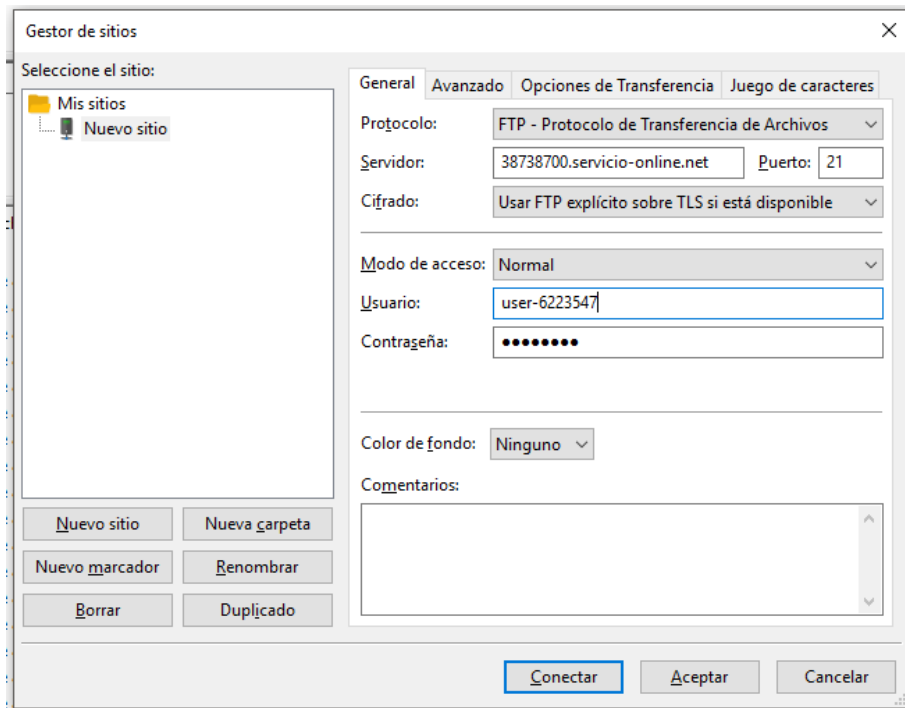 Gestor de sitios
Seleccione el sitio:
Mis sitios
Nuevo sitio
Nuevo sitio
Nueva carpeta
Nuevo marcador
Renombrar
Borrar
Duplicado
General
Avanzado
Opciones de Transferencia
Juego de caracteres
Protocolo:
FTP - Protocolo de Transferencia de Archivos
Servidor:
38738700.servicio-online.net
Puerto:
21
Cifrado:
Usar FTP explícito sobre TLS si está disponible
Modo de acceso:
Normal
Usuario:
user-6223547
Contraseña:
●●●●●●●●
Color de fondo:
Ninguno
Comentarios:
Conectar
Aceptar
Cancelar